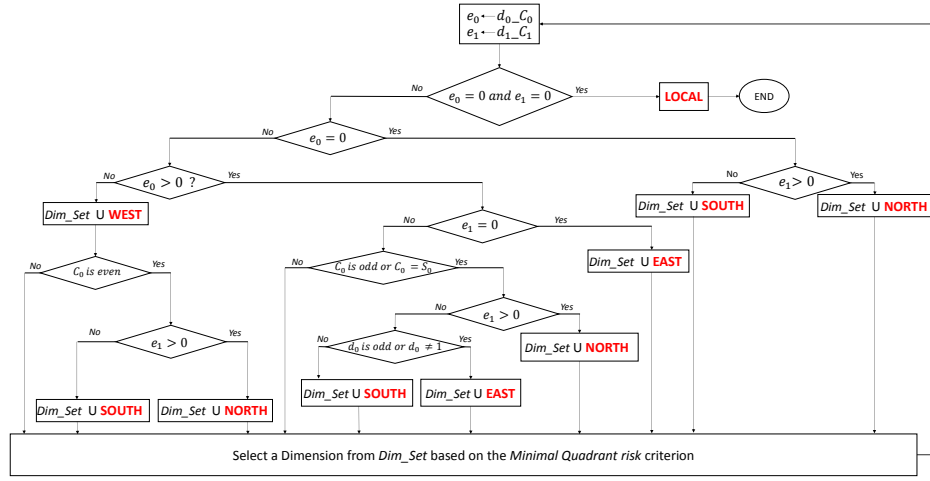 e₀ ← d₀_C₀
e₁ ← d₁_C₁
No
e₀ = 0 and e₁ = 0
Yes
LOCAL
END
No
e₀ = 0
Yes
No
e₀ > 0 ?
Yes
No
e₁ > 0
Yes
Dim_Set U WEST
Dim_Set U SOUTH
Dim_Set U NORTH
No
e₁ = 0
Yes
No
C₀ is even
Yes
No
C₀ is odd or C₀ = S₀
Yes
Dim_Set U EAST
No
e₁ > 0
Yes
No
e₁ > 0
Yes
No
d₀ is odd or d₀ ≠ 1
Yes
Dim_Set U NORTH
Dim_Set U SOUTH
Dim_Set U EAST
Dim_Set U SOUTH
Dim_Set U NORTH
Select a Dimension from Dim_Set based on the Minimal Quadrant risk criterion